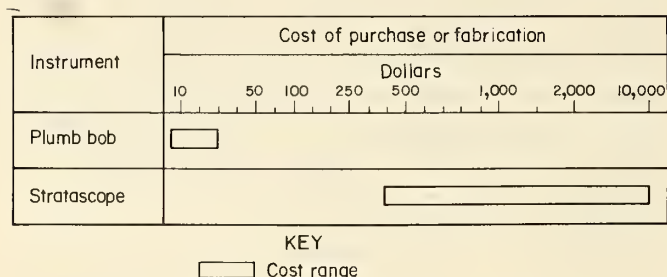 Instrument
Cost of purchase or fabrication
Dollars
10 50 100 250 500 1,000 2,000 10,000
Plumb bob
Stratascope
KEY
Cost range